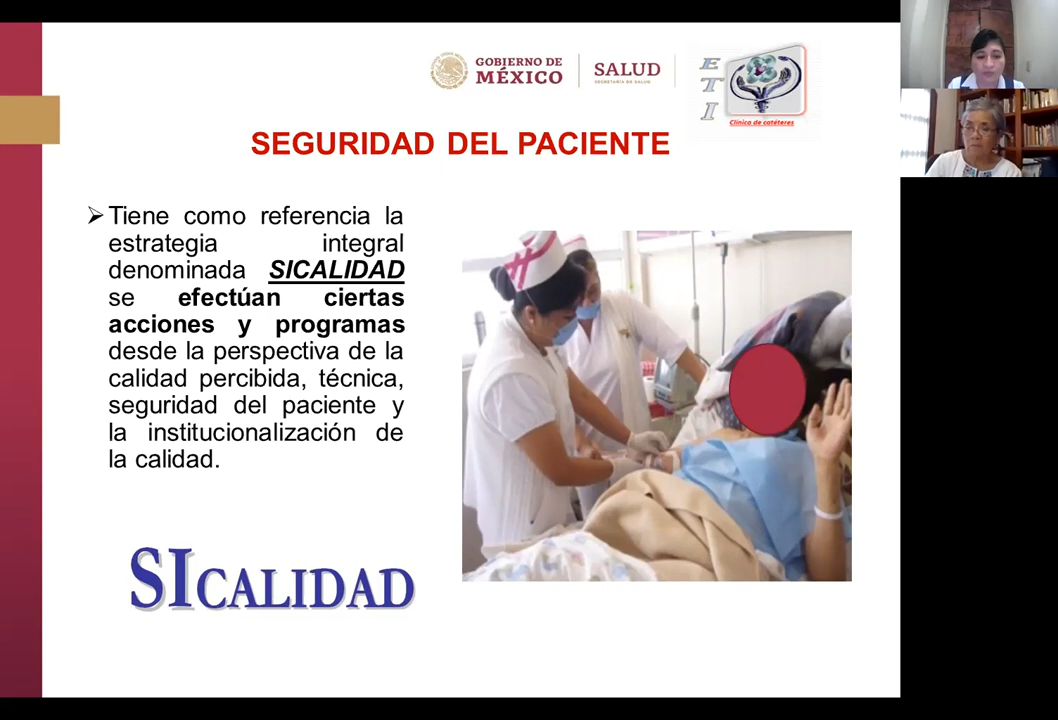 GOBIERNO DE
MÉXICO
SALUD
SECRETARÍA DE SALUD
ETI
Clínica de catéteres
SEGURIDAD DEL PACIENTE
➢ Tiene como referencia la
estrategia integral
denominada SICALIDAD
se efectúan ciertas
acciones y programas
desde la perspectiva de la
calidad percibida, técnica,
seguridad del paciente y
la institucionalización de
la calidad.
SICALIDAD